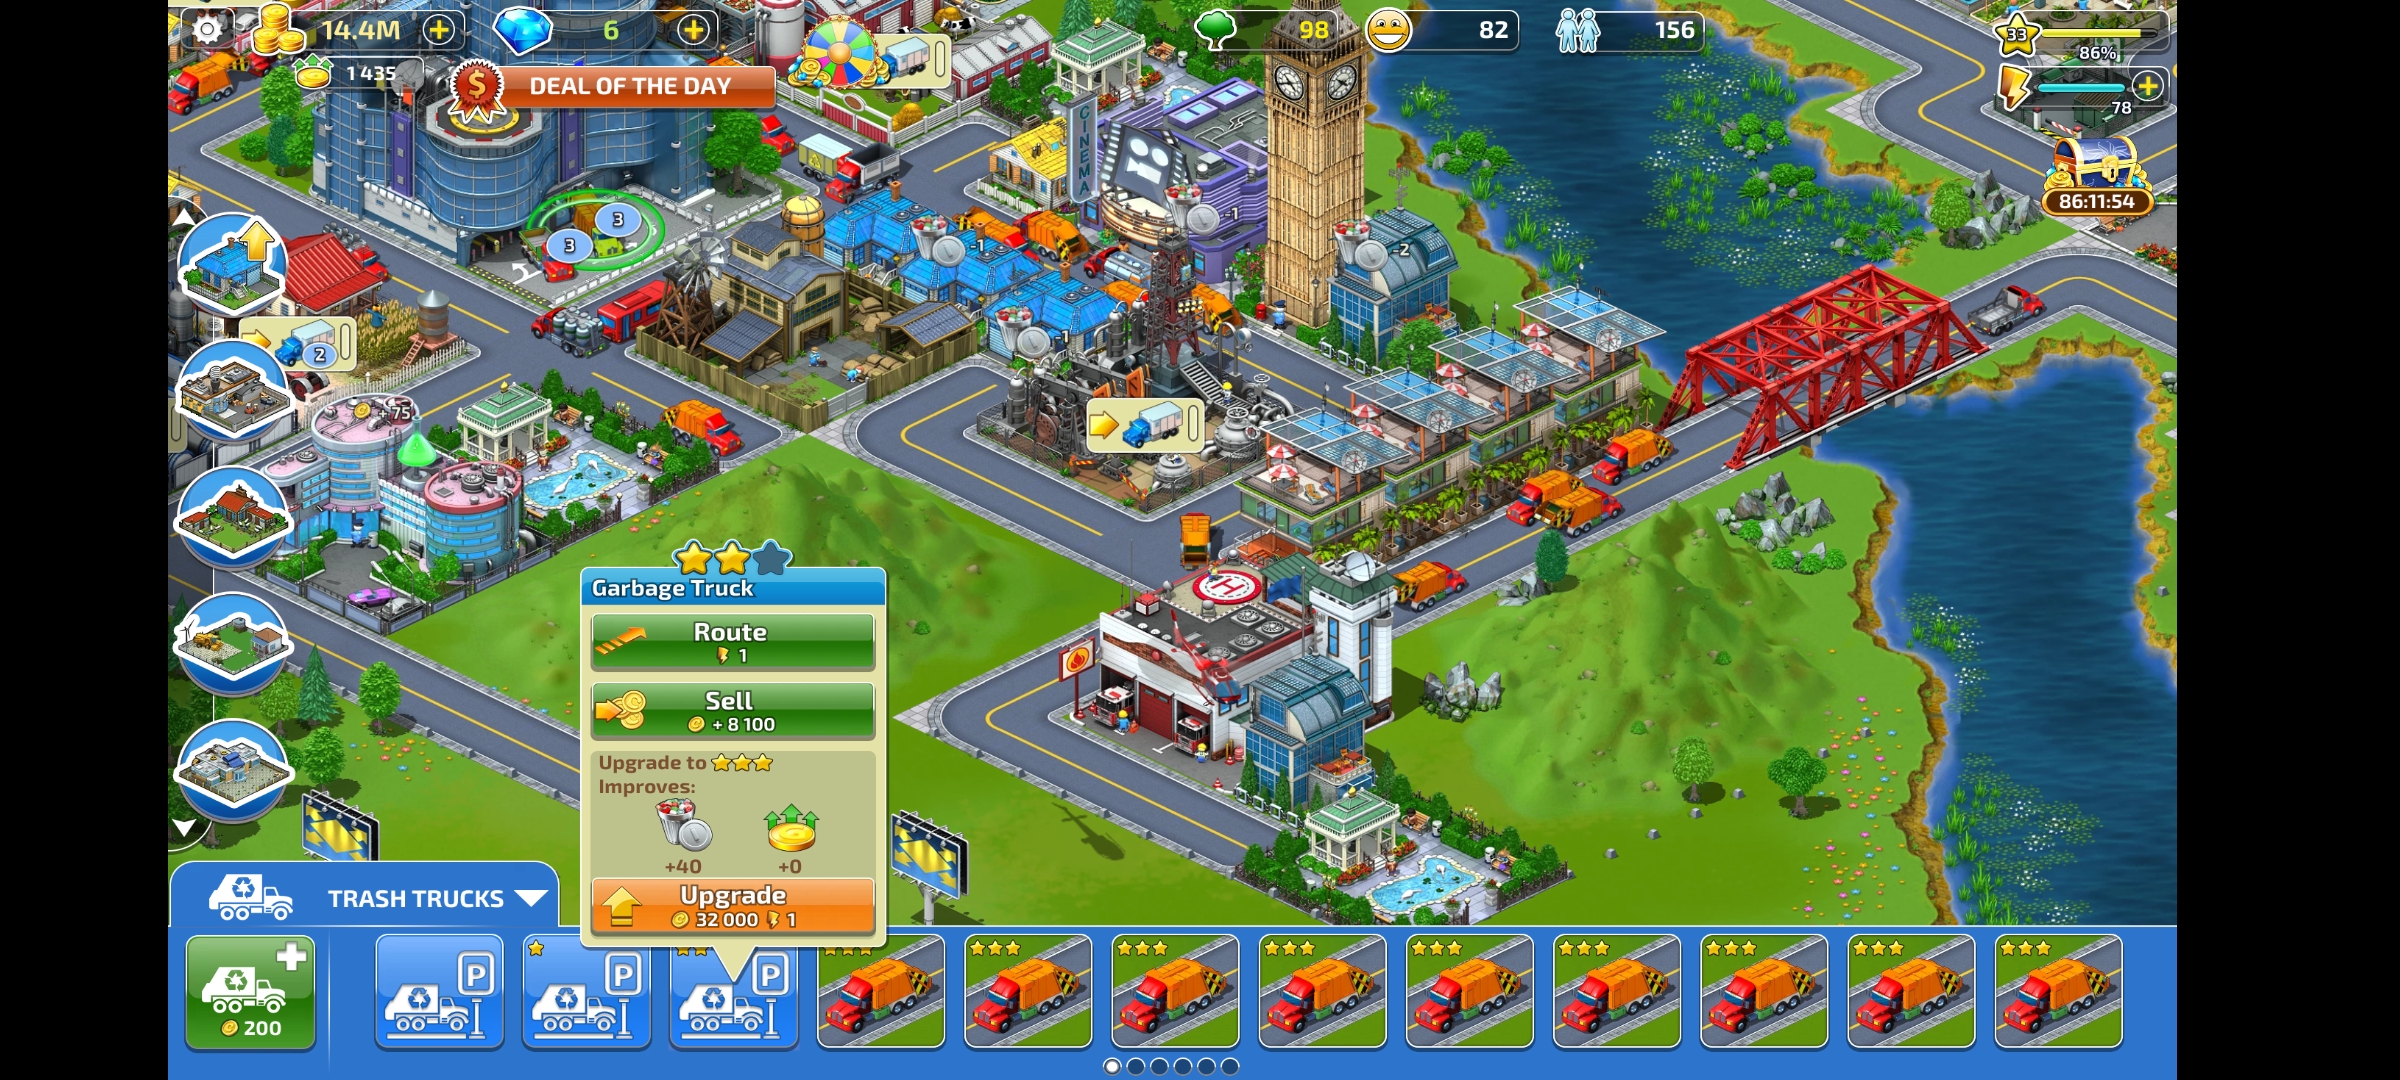 14.4M
6
98
82
156
33
86%
1 435
DEAL OF THE DAY
78
86:11:54
CINEMA
3
3
-1
-1
-2
-1
2
+75
H
Garbage Truck
Route
1
Sell
+ 8 100
Upgrade to
Improves:
+40
+0
Upgrade
32 000
1
TRASH TRUCKS
200
P
P
P